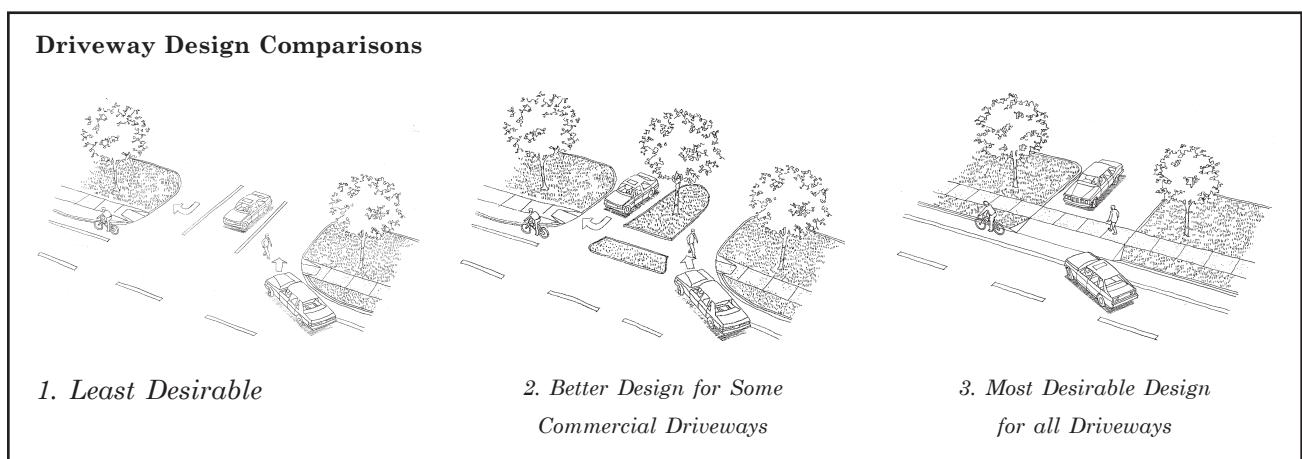 Driveway Design Comparisons
1. Least Desirable
2. Better Design for Some
Commercial Driveways
3. Most Desirable Design
for all Driveways